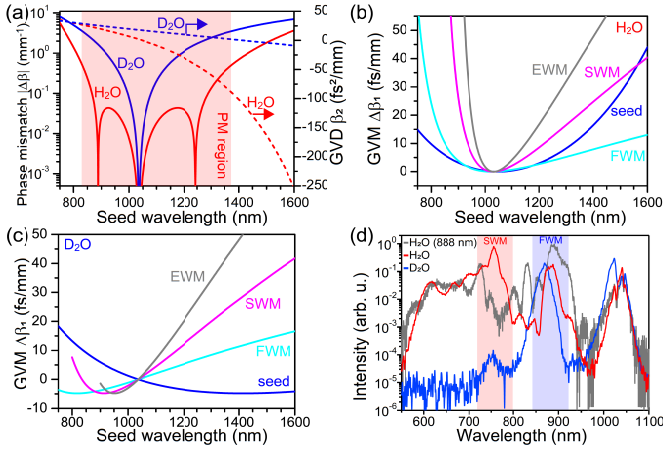 (a)
Phase mismatch |Δβ| (mm⁻¹)
10¹
10⁰
10⁻¹
10⁻²
10⁻³
D₂O
D₂O
H₂O
H₂O
PM region
50
0
-50
-100
-150
-200
-250
GVD β₂ (fs²/mm)
800 1000 1200 1400 1600
Seed wavelength (nm)
(b)
GVM Δβ₁ (fs/mm)
50
40
30
20
10
0
H₂O
EWM
SWM
seed
FWM
800 1000 1200 1400 1600
Seed wavelength (nm)
(c)
GVM Δβ₁ (fs/mm)
50
40
30
20
10
0
-10
D₂O
EWM
SWM
FWM
seed
800 1000 1200 1400 1600
Seed wavelength (nm)
(d)
Intensity (arb. u.)
10⁰
10⁻¹
10⁻²
10⁻³
10⁻⁴
10⁻⁵
10⁻⁶
H₂O (888 nm)
H₂O
D₂O
SWM
FWM
600 700 800 900 1000 1100
Wavelength (nm)